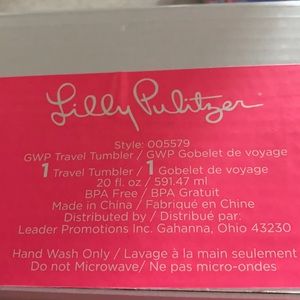 Lilly Pulitzer
Style: 005579
GWP Travel Tumbler / GWP Gobelet de voyage
1 Travel Tumbler / 1 Gobelet de voyage
20 fl. oz / 591.47 ml
BPA Free / BPA Gratuit
Made in China / Fabriqué en Chine
Distributed by / Distribué par:
Leader Promotions Inc. Gahanna, Ohio 43230
Hand Wash Only / Lavage à la main seulement
Do not Microwave/ Ne pas micro-ondes